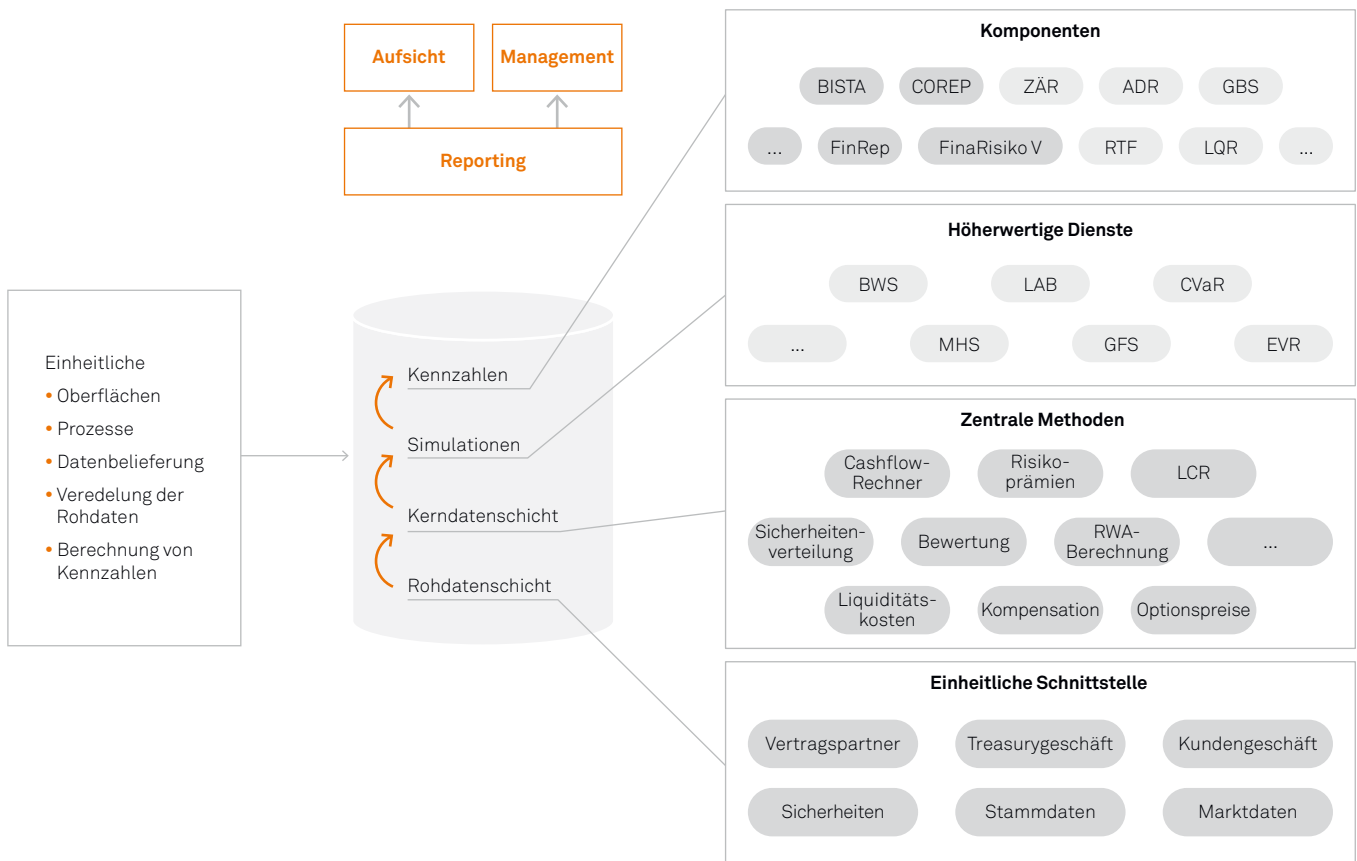 Aufsicht
Management
Reporting
Einheitliche
• Oberflächen
• Prozesse
• Datenbelieferung
• Veredelung der
Rohdaten
• Berechnung von
Kennzahlen
Kennzahlen
Simulationen
Kerndatenschicht
Rohdatenschicht
Komponenten
BISTA
COREP
ZÄR
ADR
GBS
...
FinRep
FinaRisiko V
RTF
LQR
...
Höherwertige Dienste
BWS
LAB
CVaR
...
MHS
GFS
EVR
Zentrale Methoden
Cashflow-
Rechner
Risiko-
prämien
LCR
Sicherheiten-
verteilung
Bewertung
RWA-
Berechnung
...
Liquiditäts-
kosten
Kompensation
Optionspreise
Einheitliche Schnittstelle
Vertragspartner
Treasurygeschäft
Kundengeschäft
Sicherheiten
Stammdaten
Marktdaten